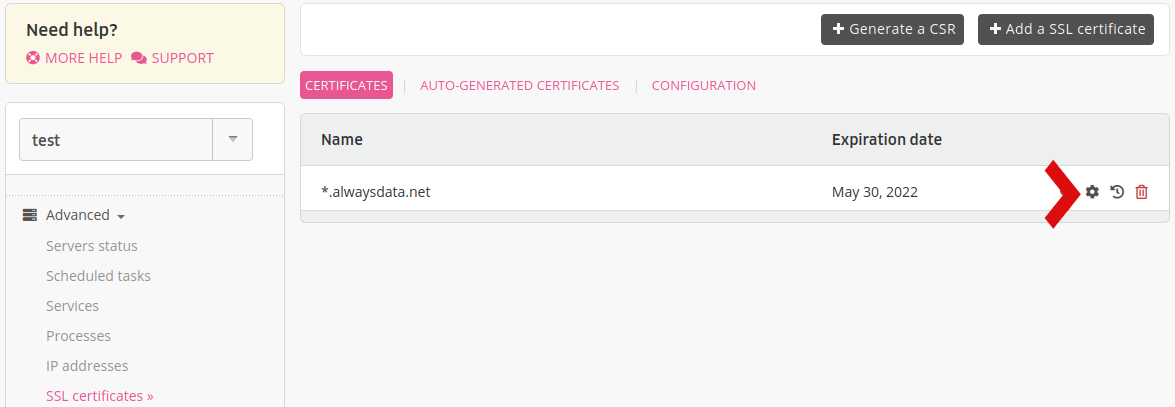 Need help?
MORE HELP SUPPORT
test
Advanced
Servers status
Scheduled tasks
Services
Processes
IP addresses
SSL certificates »
Generate a CSR Add a SSL certificate
CERTIFICATES | AUTO-GENERATED CERTIFICATES | CONFIGURATION
Name Expiration date
*.alwaysdata.net May 30, 2022